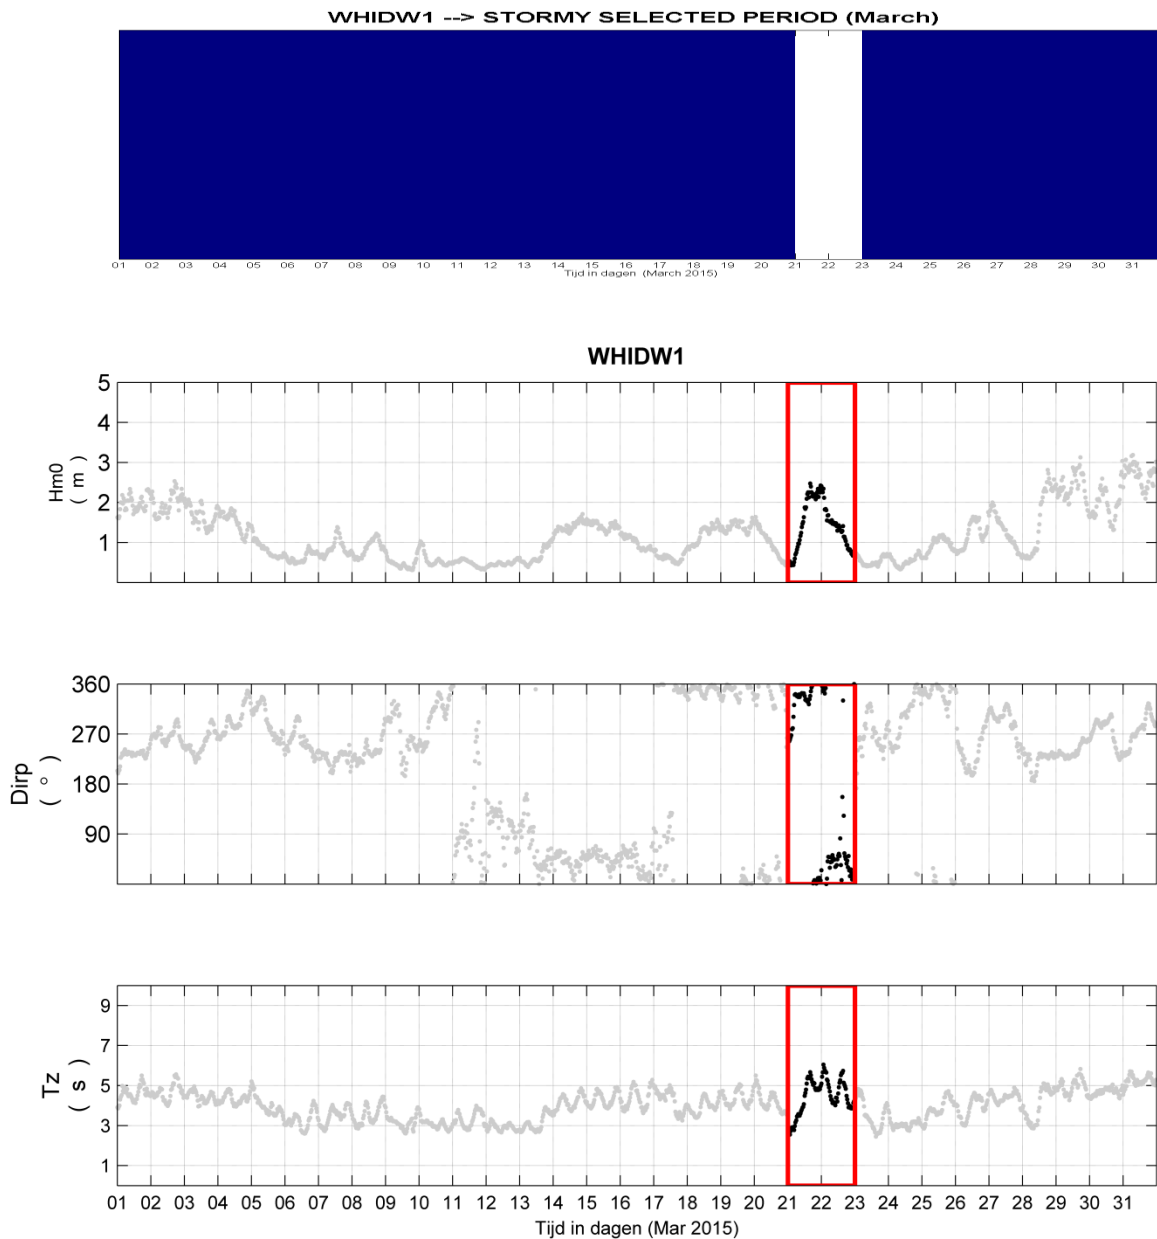 WHIDW1 --> STORMY SELECTED PERIOD (March)
01 02 03 04 05 06 07 08 09 10 11 12 13 14 15 16 17 18 19 20 21 22 23 24 25 26 27 28 29 30 31
Tijd in dagen (March 2015)
WHIDW1
5
4
3
2
1
Hm0
( m )
360
270
180
90
Dirp
( ° )
9
7
5
3
1
Tz
( s )
01 02 03 04 05 06 07 08 09 10 11 12 13 14 15 16 17 18 19 20 21 22 23 24 25 26 27 28 29 30 31
Tijd in dagen (Mar 2015)